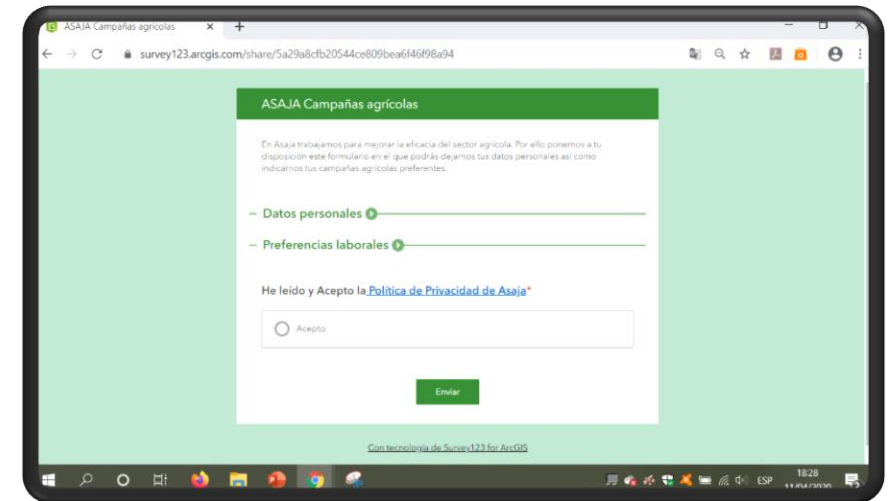 ASAJA Campañas agrícolas
survey123.arcgis.com/share/5a29a8cfb20544ce809bea6f46f98a94
ASAJA Campañas agrícolas
En Asaja trabajamos para mejorar la eficacia del sector agrícola. Por ello ponemos a tu
disposición este formulario en el que podrás dejarnos tus datos personales así como
indicarnos tus campañas agrícolas preferentes.
Datos personales
Preferencias laborales
He leído y Acepto la Política de Privacidad de Asaja*
Acepto
Enviar
Con tecnología de Survey123 for ArcGIS
ESP
18:28
11/04/2020